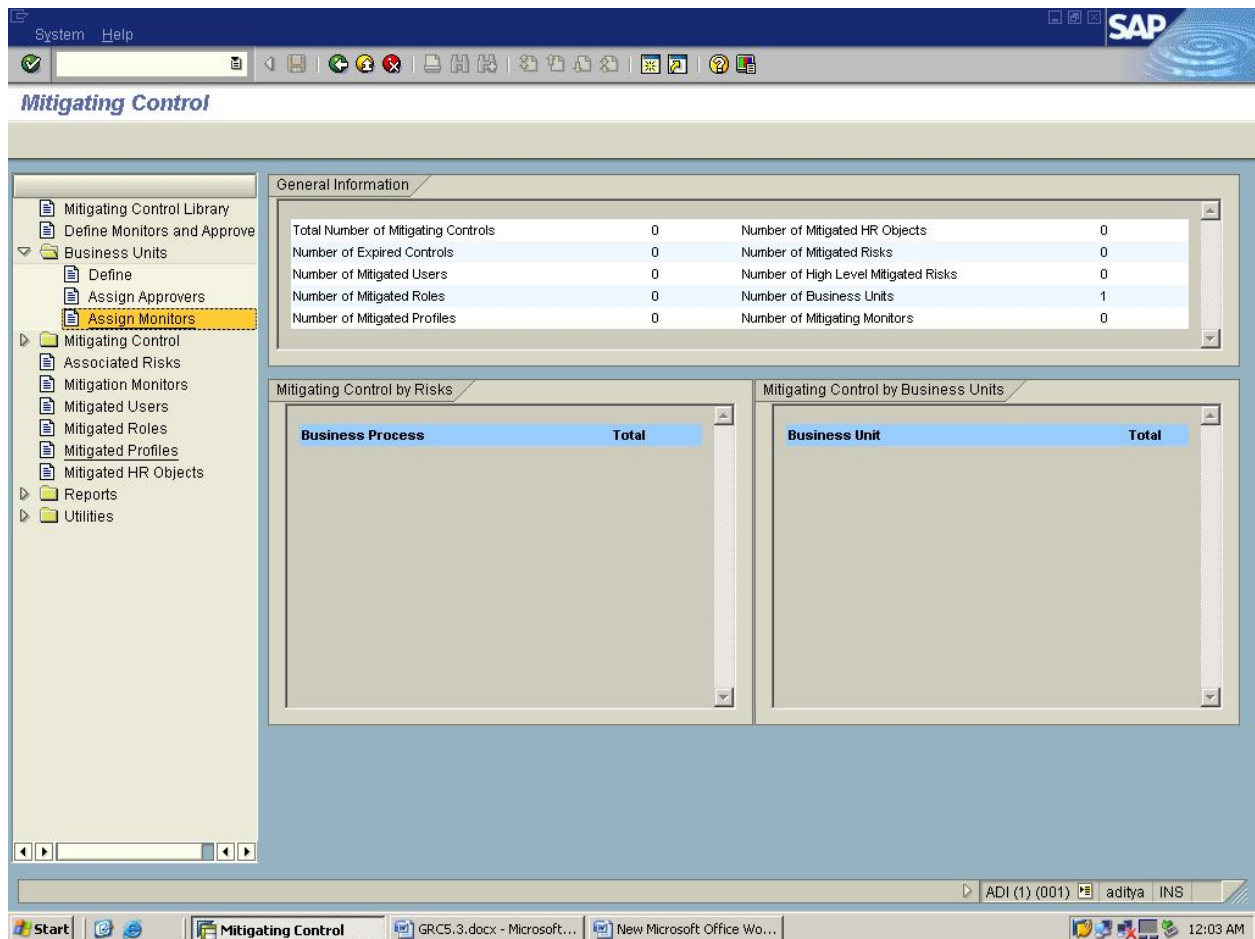 System Help
SAP
Mitigating Control
Mitigating Control Library
Define Monitors and Approve
Business Units
Define
Assign Approvers
Assign Monitors
Mitigating Control
Associated Risks
Mitigation Monitors
Mitigated Users
Mitigated Roles
Mitigated Profiles
Mitigated HR Objects
Reports
Utilities
General Information
Total Number of Mitigating Controls 0 Number of Mitigated HR Objects 0
Number of Expired Controls 0 Number of Mitigated Risks 0
Number of Mitigated Users 0 Number of High Level Mitigated Risks 0
Number of Mitigated Roles 0 Number of Business Units 1
Number of Mitigated Profiles 0 Number of Mitigating Monitors 0
Mitigating Control by Risks
Business Process Total
Mitigating Control by Business Units
Business Unit Total
ADI (1) (001) aditya INS
Start Mitigating Control GRC5.3.docx - Microsoft... New Microsoft Office Wo... 12:03 AM